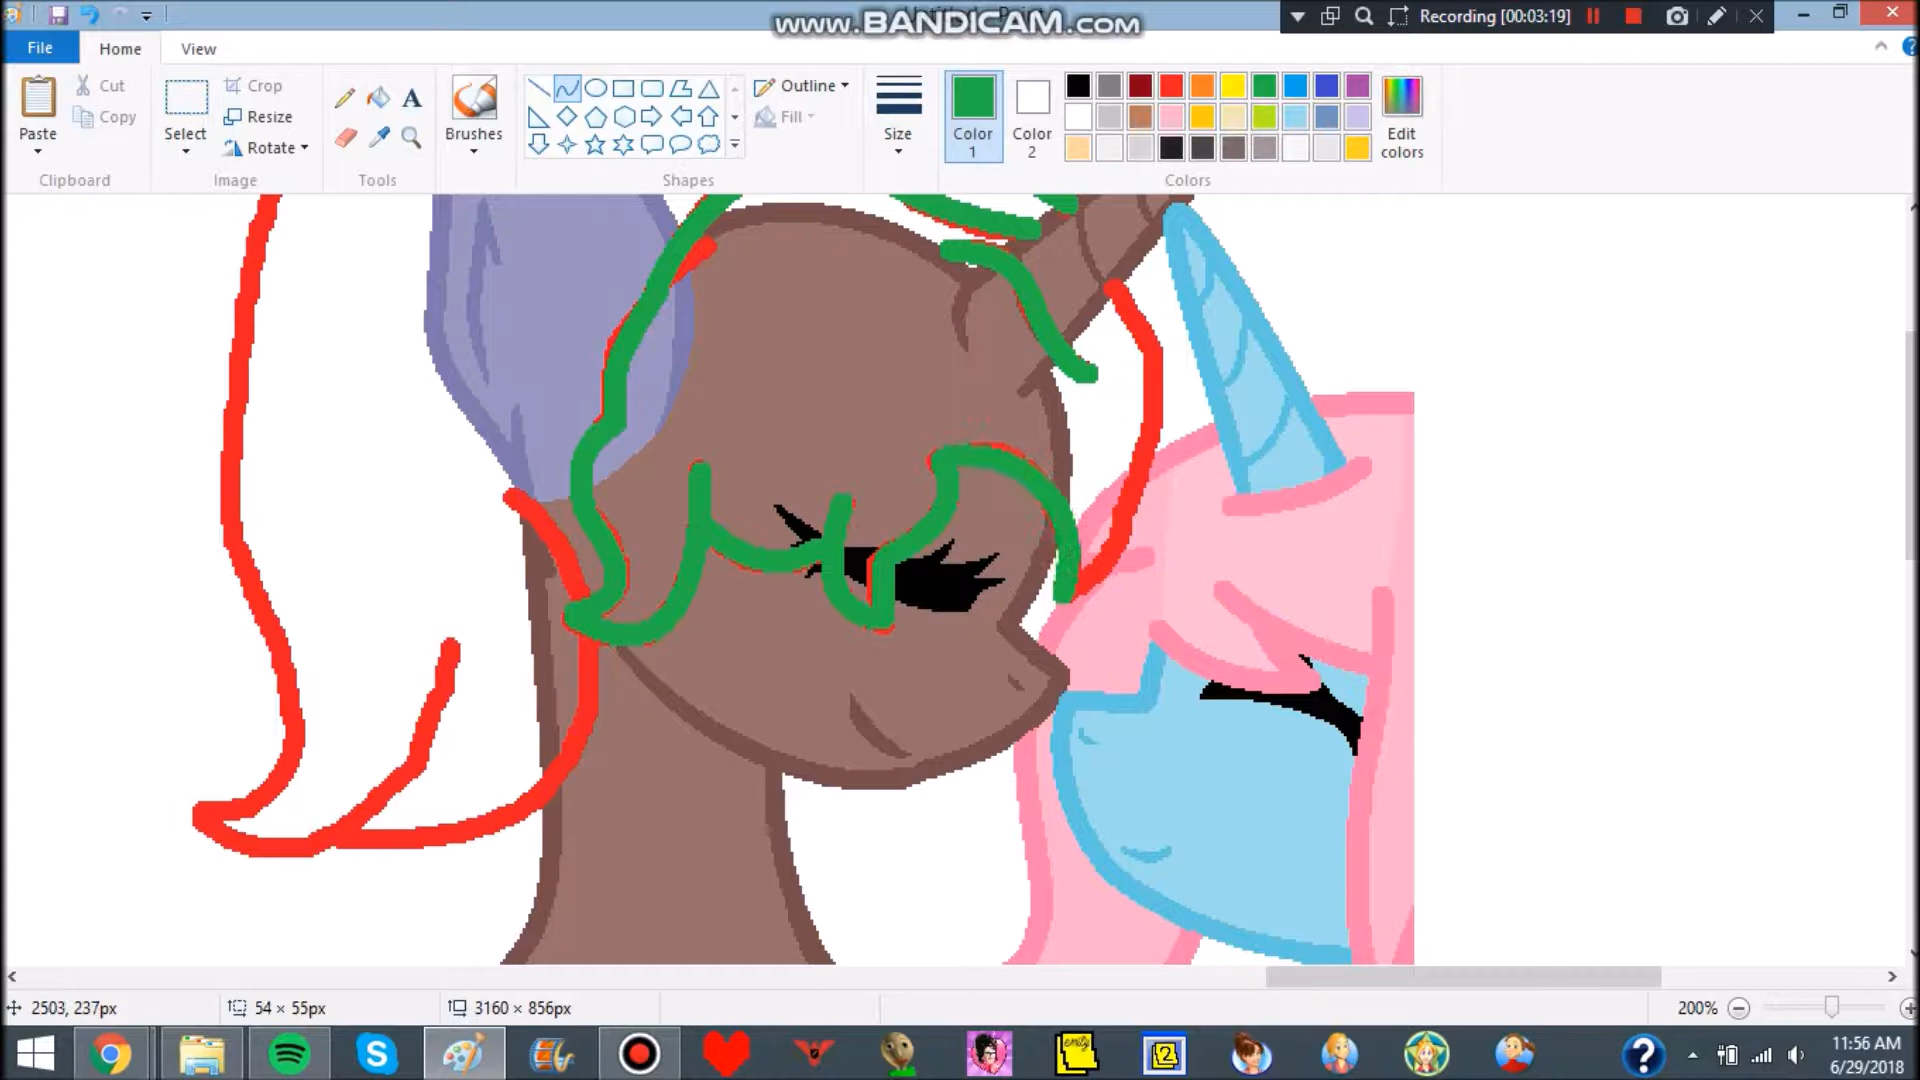 www.BANDICAM.com
Recording [00:03:19]
File
Home
View
Paste
Cut
Copy
Clipboard
Select
Crop
Resize
Rotate
Image
A
Tools
Brushes
Outline
Fill
Shapes
Size
Color
1
Color
2
Edit
colors
Colors
2503, 237px
54 × 55px
3160 × 856px
200%
emily
2
11:56 AM
6/29/2018